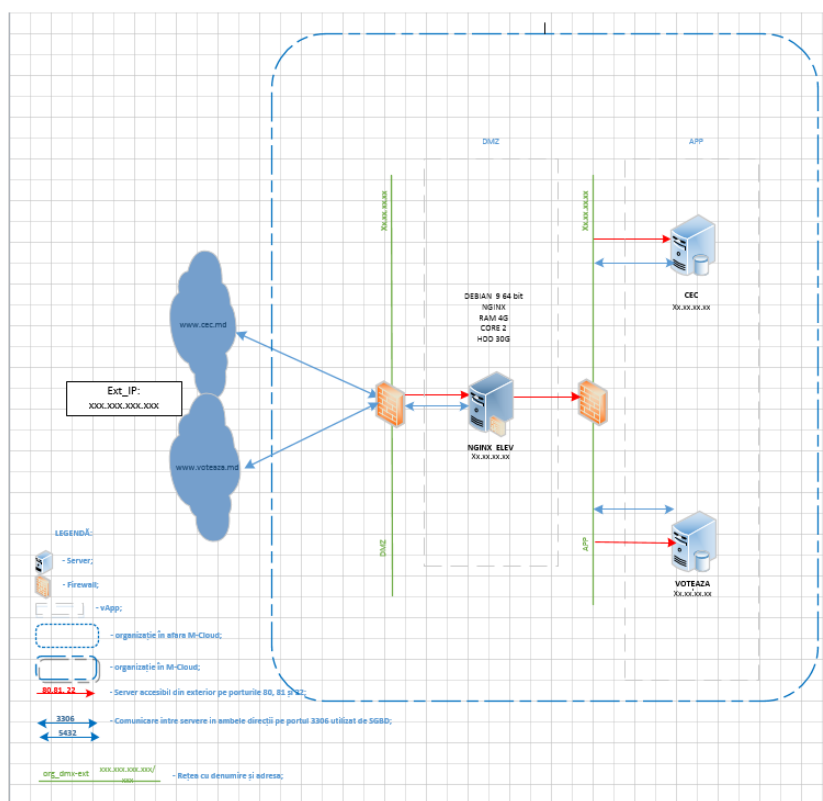 DMZ
APP
Xx.xx.xx.xx
Xx.xx.xx.xx
DEBIAN 9 64 bit
NGINX
RAM 4G
CORE 2
HDD 30G
CEC
Xx.xx.xx.xx
www.cec.md
Ext_IP:
xxx.xxx.xxx.xxx
NGINX ELEV
Xx.xx.xx.xx
www.voteaza.md
DMZ
APP
VOTEAZA
Xx.xx.xx.xx
LEGENDĂ:
- Server;
- Firewall;
- vApp;
- organizație în afara M-Cloud;
- organizație în M-Cloud;
80,81, 22
- Server accesibil din exterior pe porturile 80, 81 și 22;
3306
- Comunicare intre servere in ambele direcții pe portul 3306 utilizat de SGBD;
5432
org_dmx-ext
xxx.xxx.xxx.xxx/
xxx
- Rețea cu denumire și adresa;